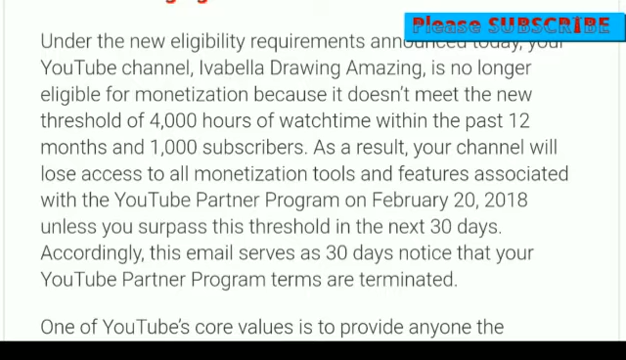 Please SUBSCRIBE
Under the new eligibility requirements announced today, your
YouTube channel, Ivabella Drawing Amazing, is no longer
eligible for monetization because it doesn't meet the new
threshold of 4,000 hours of watchtime within the past 12
months and 1,000 subscribers. As a result, your channel will
lose access to all monetization tools and features associated
with the YouTube Partner Program on February 20, 2018
unless you surpass this threshold in the next 30 days.
Accordingly, this email serves as 30 days notice that your
YouTube Partner Program terms are terminated.
One of YouTube's core values is to provide anyone the